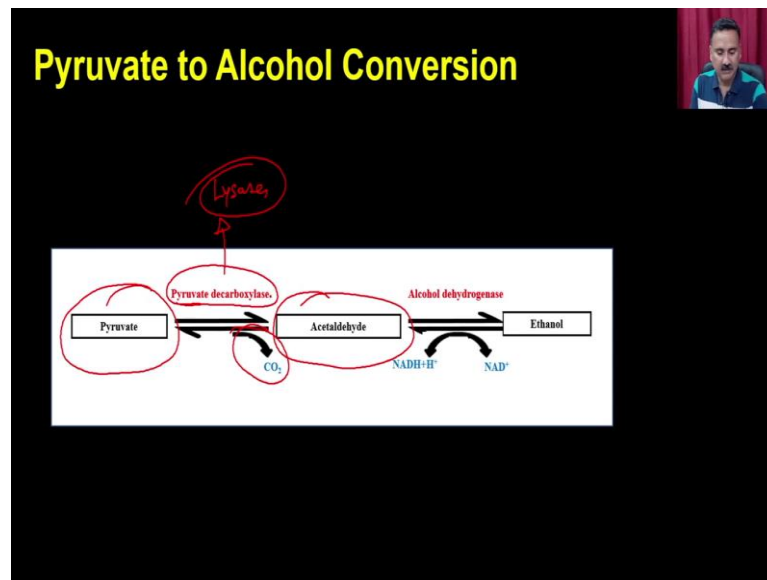 Pyruvate to Alcohol Conversion
Lysases
Pyruvate decarboxylase.
Alcohol dehydrogenase
Pyruvate
Acetaldehyde
Ethanol
CO₂
NADH+H⁺
NAD⁺